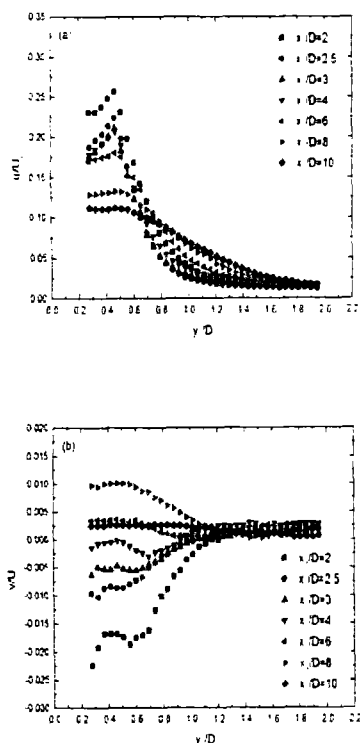 (a)
x/D=2
x/D=2.5
x/D=3
x/D=4
x/D=6
x/D=8
x/D=10
0.35
0.30
0.25
0.20
0.15
0.10
0.05
0.00
u/U
0.0 0.2 0.4 0.6 0.8 1.0 1.2 1.4 1.6 1.8 2.0 2.2
y/D
(b)
0.020
0.015
0.010
0.005
-0.005
-0.010
-0.015
-0.020
-0.025
-0.030
v/U
x/D=2
x/D=2.5
x/D=3
x/D=4
x/D=6
x/D=8
x/D=10
0.0 0.2 0.4 0.6 0.8 1.0 1.2 1.4 1.6 1.8 2.0 2.2
y/D